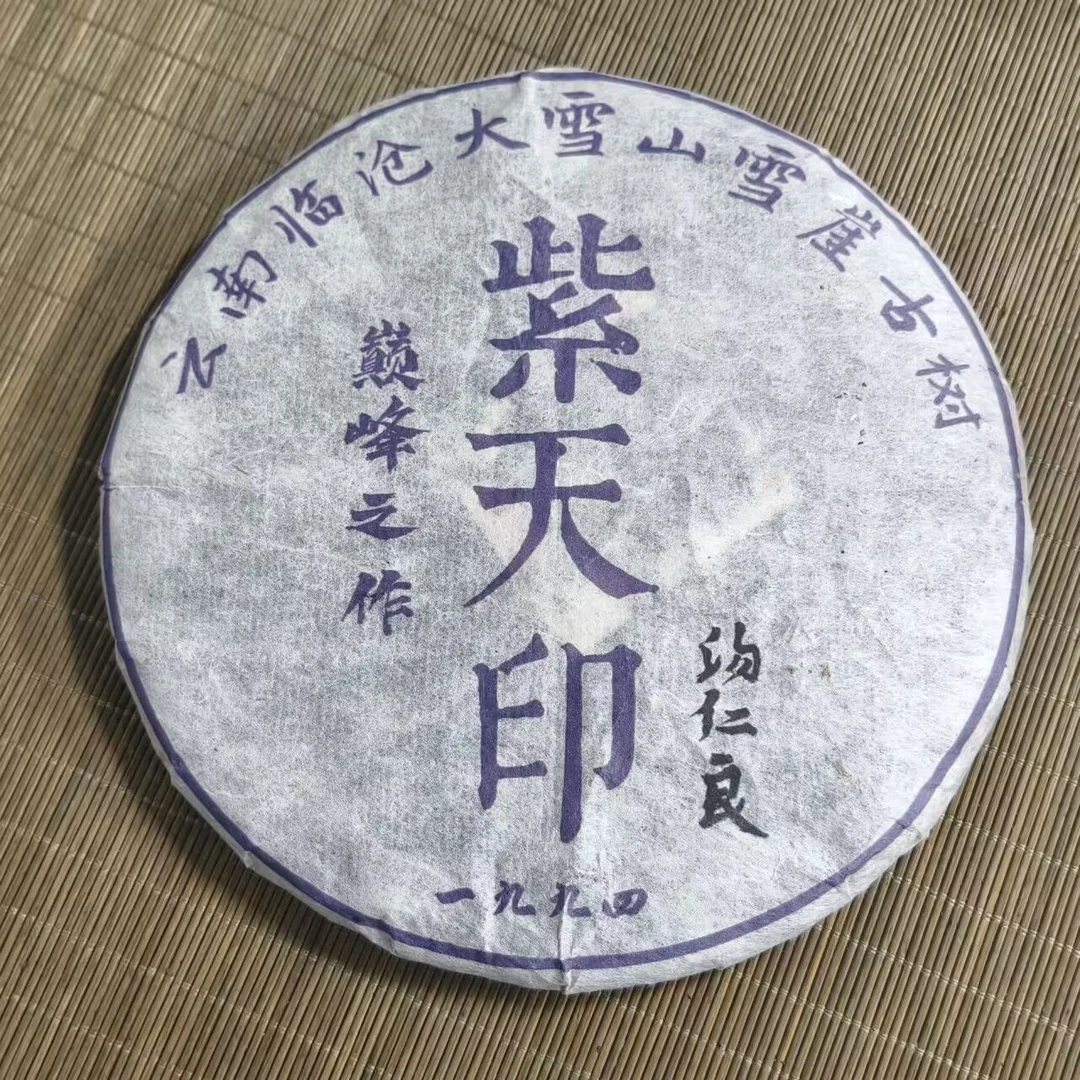 云南临沧大雪山雪崖古树
紫天印
巅峰之作
汤仁良
一九九四